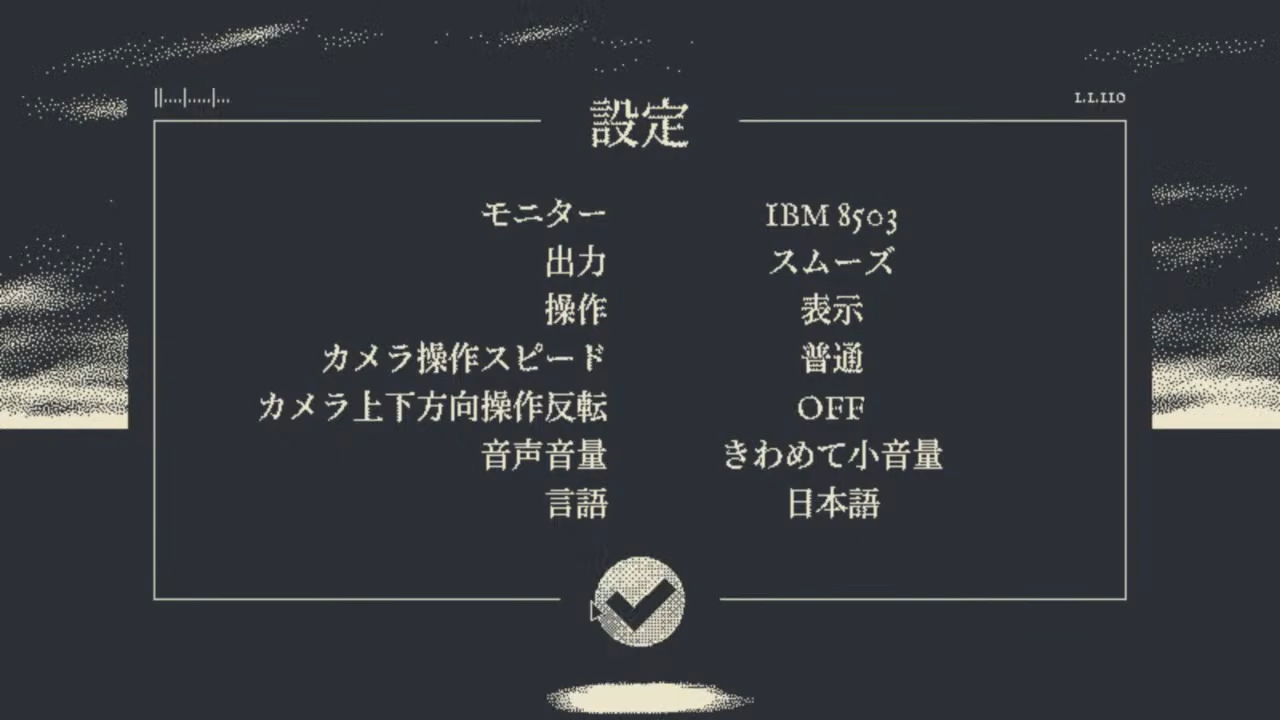 1.1.110
設定
モニター IBM 8503
出力 スムーズ
操作 表示
カメラ操作スピード 普通
カメラ上下方向操作反転 OFF
音声音量 きわめて小音量
言語 日本語